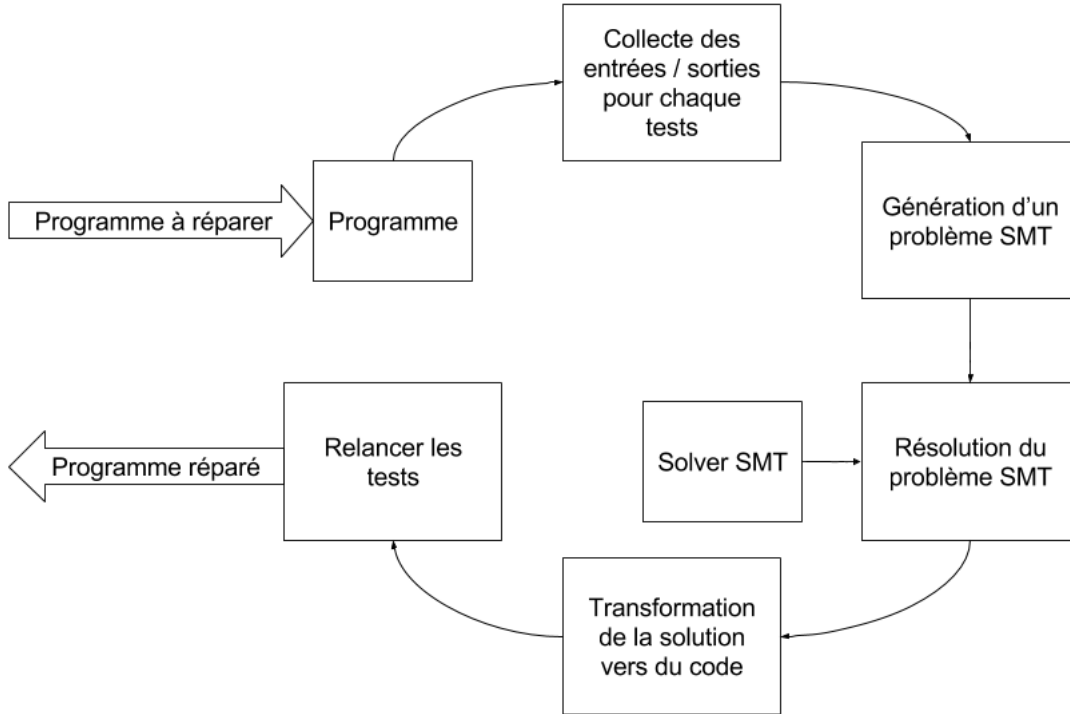 Collecte des
entrées / sorties
pour chaque
tests
Programme à réparer
Programme
Génération d'un
problème SMT
Programme réparé
Relancer les
tests
Solver SMT
Résolution du
problème SMT
Transformation
de la solution
vers du code